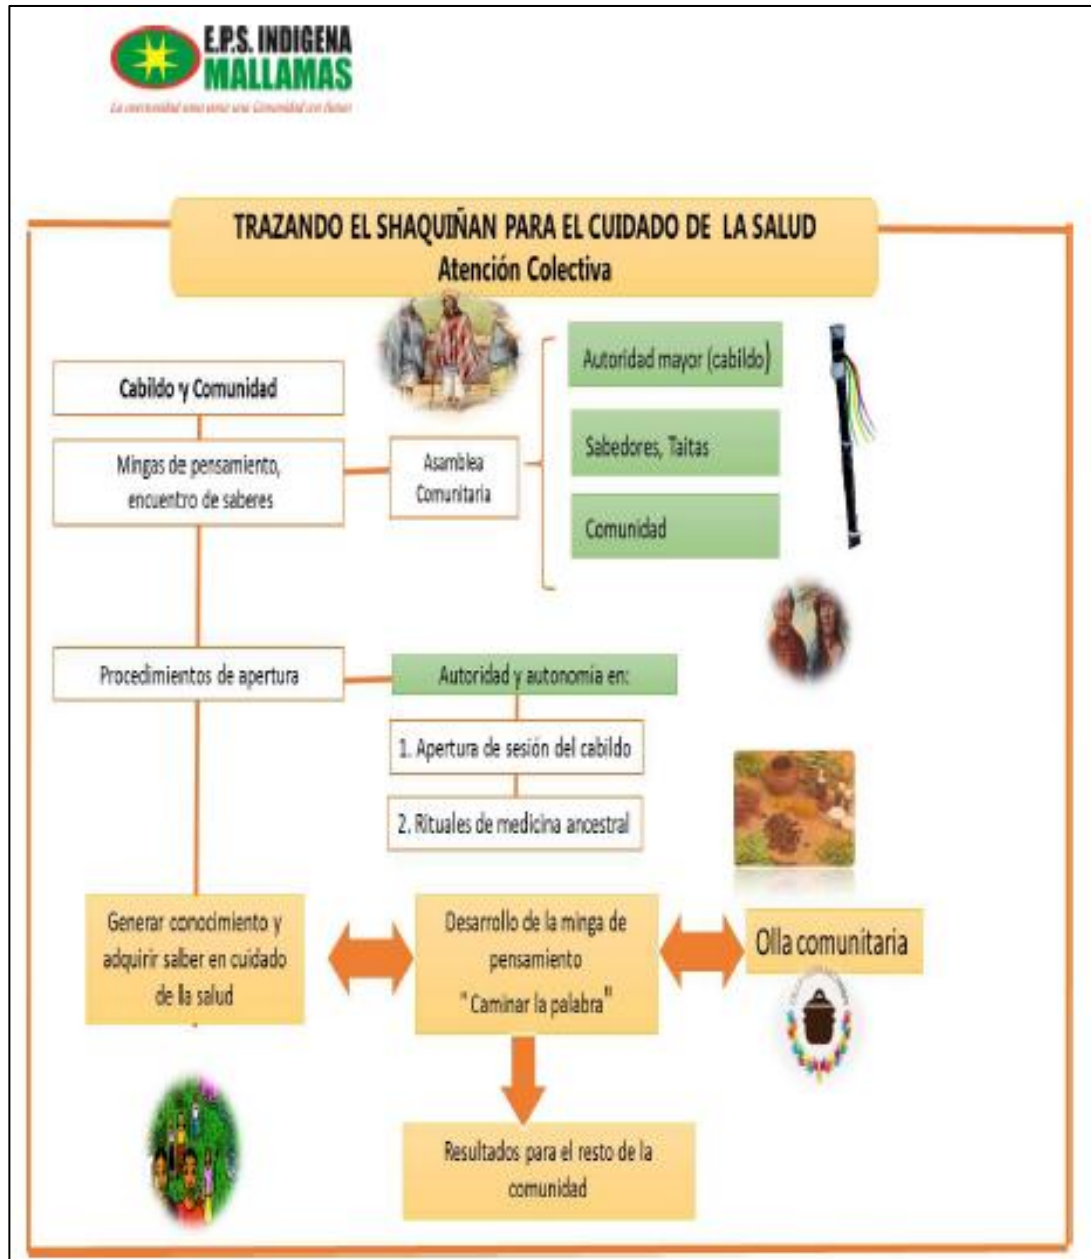 E.P.S. INDIGENA
MALLAMAS
TRAZANDO EL SHAQUIÑAN PARA EL CUIDADO DE LA SALUD
Atención Colectiva
Cabildo y Comunidad
Mingas de pensamiento,
encuentro de saberes
Asamblea
Comunitaria
Autoridad mayor (cabildo)
Sabedores, Taitas
Comunidad
Procedimientos de apertura
Autoridad y autonomía en:
1. Apertura de sesión del cabildo
2. Rituales de medicina ancestral
Generar conocimiento y
adquirir saber en cuidado
de la salud
Desarrollo de la minga de
pensamiento
"Caminar la palabra"
Olla comunitaria
Resultados para el resto de la
comunidad